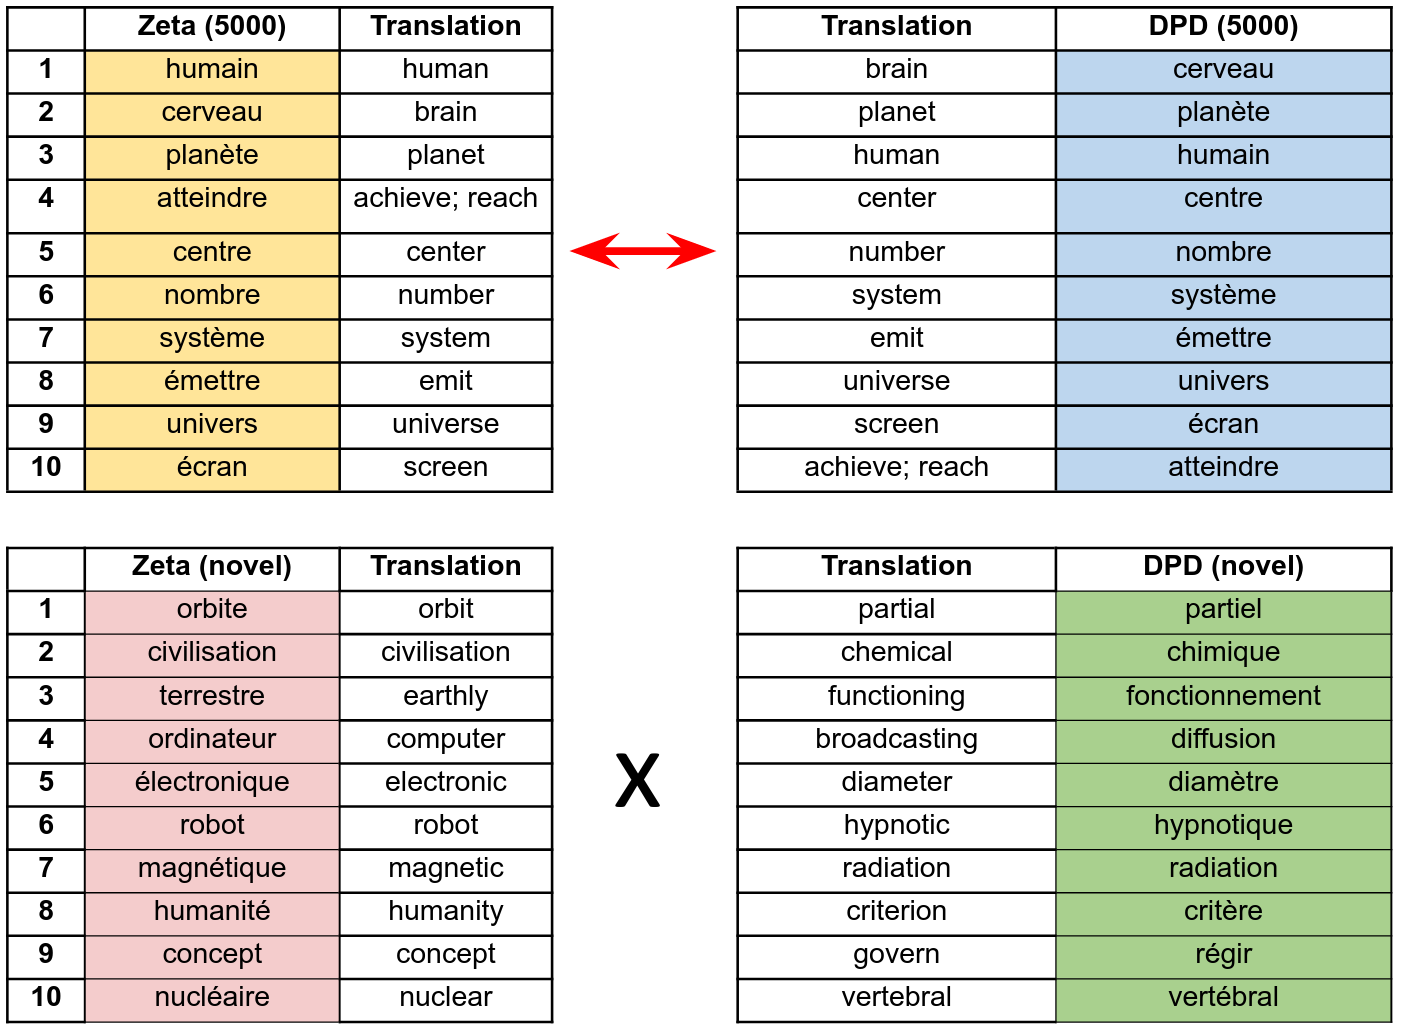 Zeta (5000) Translation Translation DPD (5000)
1 humain human brain cerveau
2 cerveau brain planet planète
3 planète planet human humain
4 atteindre achieve; reach center centre
5 centre center number nombre
6 nombre number system système
7 système system emit émettre
8 émettre emit universe univers
9 univers universe screen écran
10 écran screen achieve; reach atteindre
Zeta (novel) Translation Translation DPD (novel)
1 orbite orbit partial partiel
2 civilisation civilisation chemical chimique
3 terrestre earthly functioning fonctionnement
4 ordinateur computer broadcasting diffusion
5 électronique electronic diameter diamètre
6 robot robot X hypnotic hypnotique
7 magnétique magnetic radiation radiation
8 humanité humanity criterion critère
9 concept concept govern régir
10 nucléaire nuclear vertebral vertébral